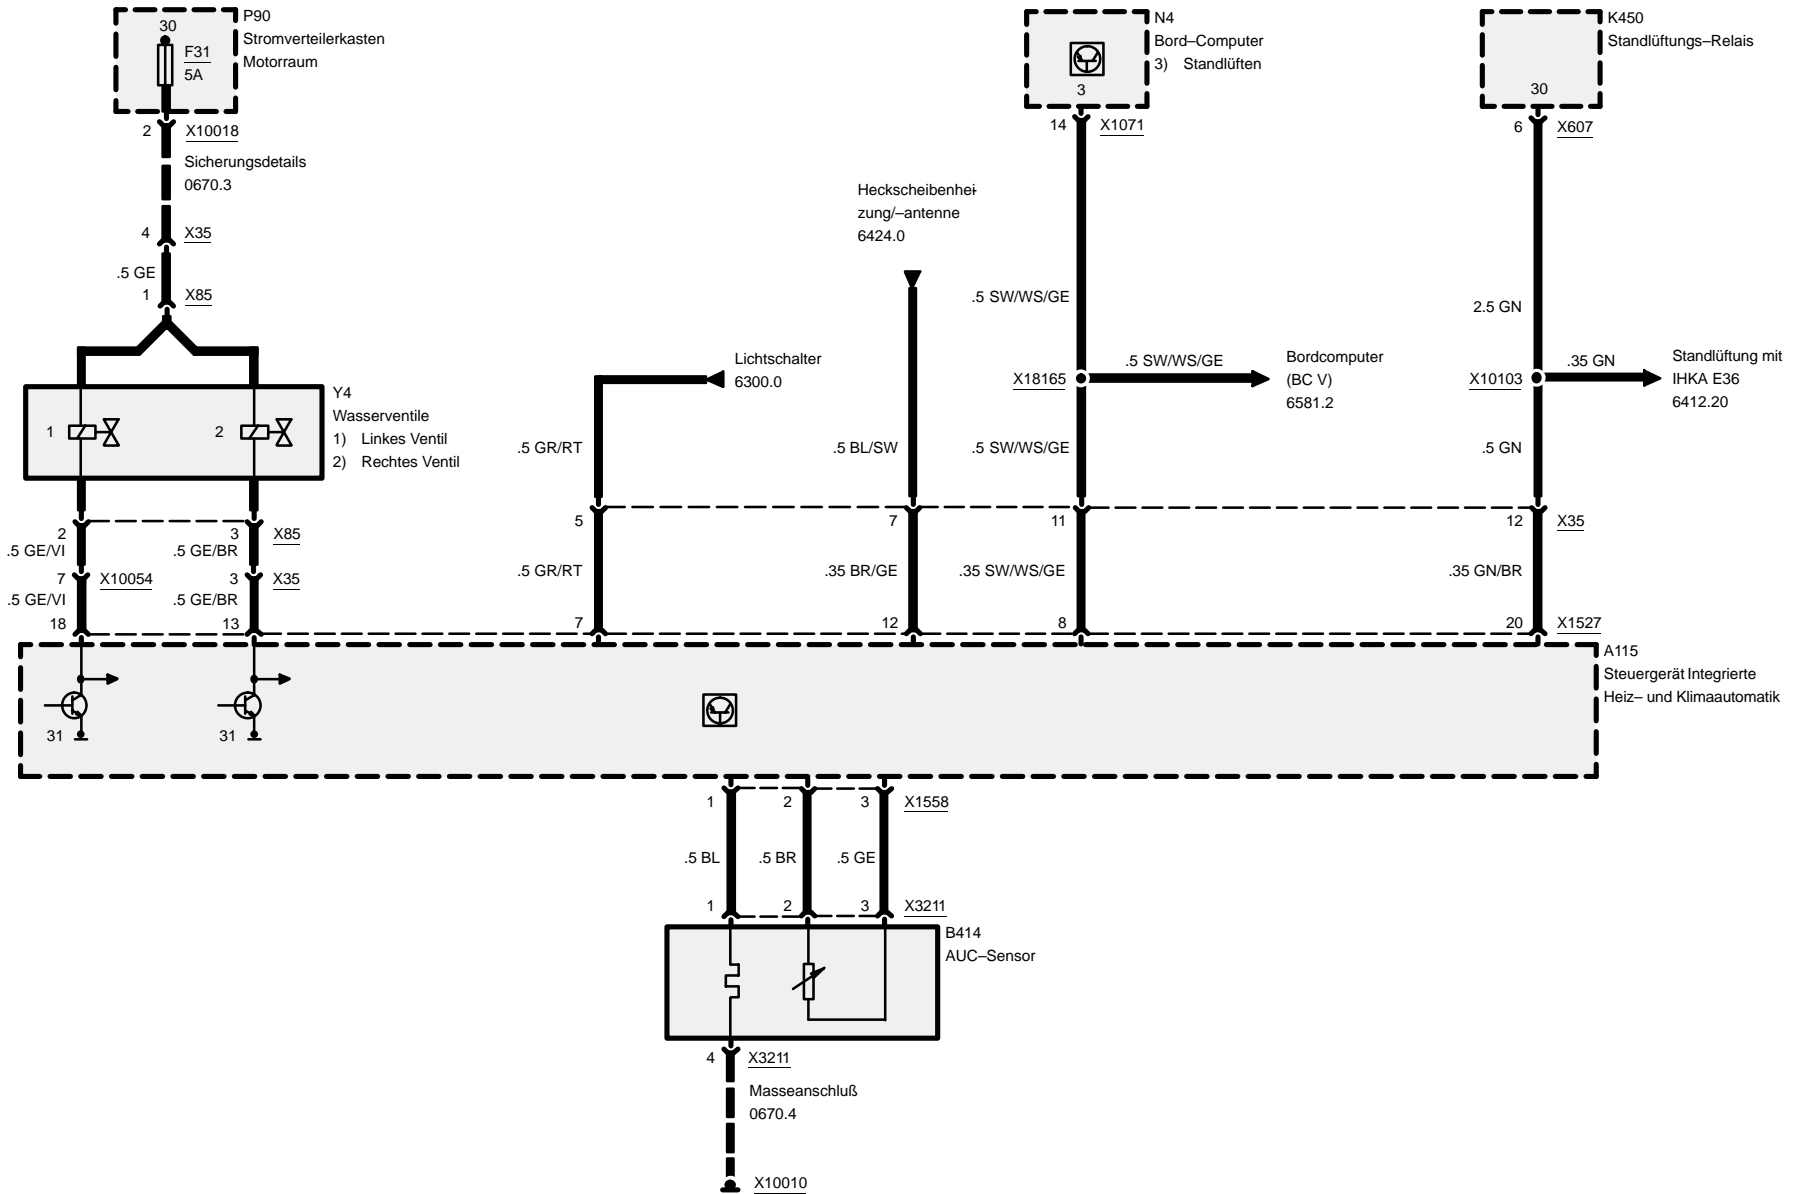 P90
Stromverteilerkasten
Motorraum
30
F31
5A
2 X10018
Sicherungsdetails
0670.3
4 X35
.5 GE
1 X85
Y4
Wasserventile
1) Linkes Ventil
2) Rechtes Ventil
1
2
2
3 X85
.5 GE/VI
.5 GE/BR
7 X10054
3 X35
.5 GE/VI
.5 GE/BR
18
13
Lichtschalter
6300.0
.5 GR/RT
5
.5 GR/RT
7
Heckscheibenhei-
zung/–antenne
6424.0
.5 BL/SW
7
.35 BR/GE
12
N4
Bord–Computer
3) Standlüften
3
14 X1071
.5 SW/WS/GE
X18165
.5 SW/WS/GE
Bordcomputer
(BC V)
6581.2
.5 SW/WS/GE
11
.35 SW/WS/GE
8
K450
Standlüftungs–Relais
30
6 X607
2.5 GN
X10103
.35 GN
Standlüftung mit
IHKA E36
6412.20
.5 GN
12 X35
.35 GN/BR
20 X1527
A115
Steuergerät Integrierte
Heiz– und Klimaautomatik
31
31
1
2
3 X1558
.5 BL
.5 BR
.5 GE
1
2
3 X3211
B414
AUC–Sensor
4 X3211
Masseanschluß
0670.4
X10010